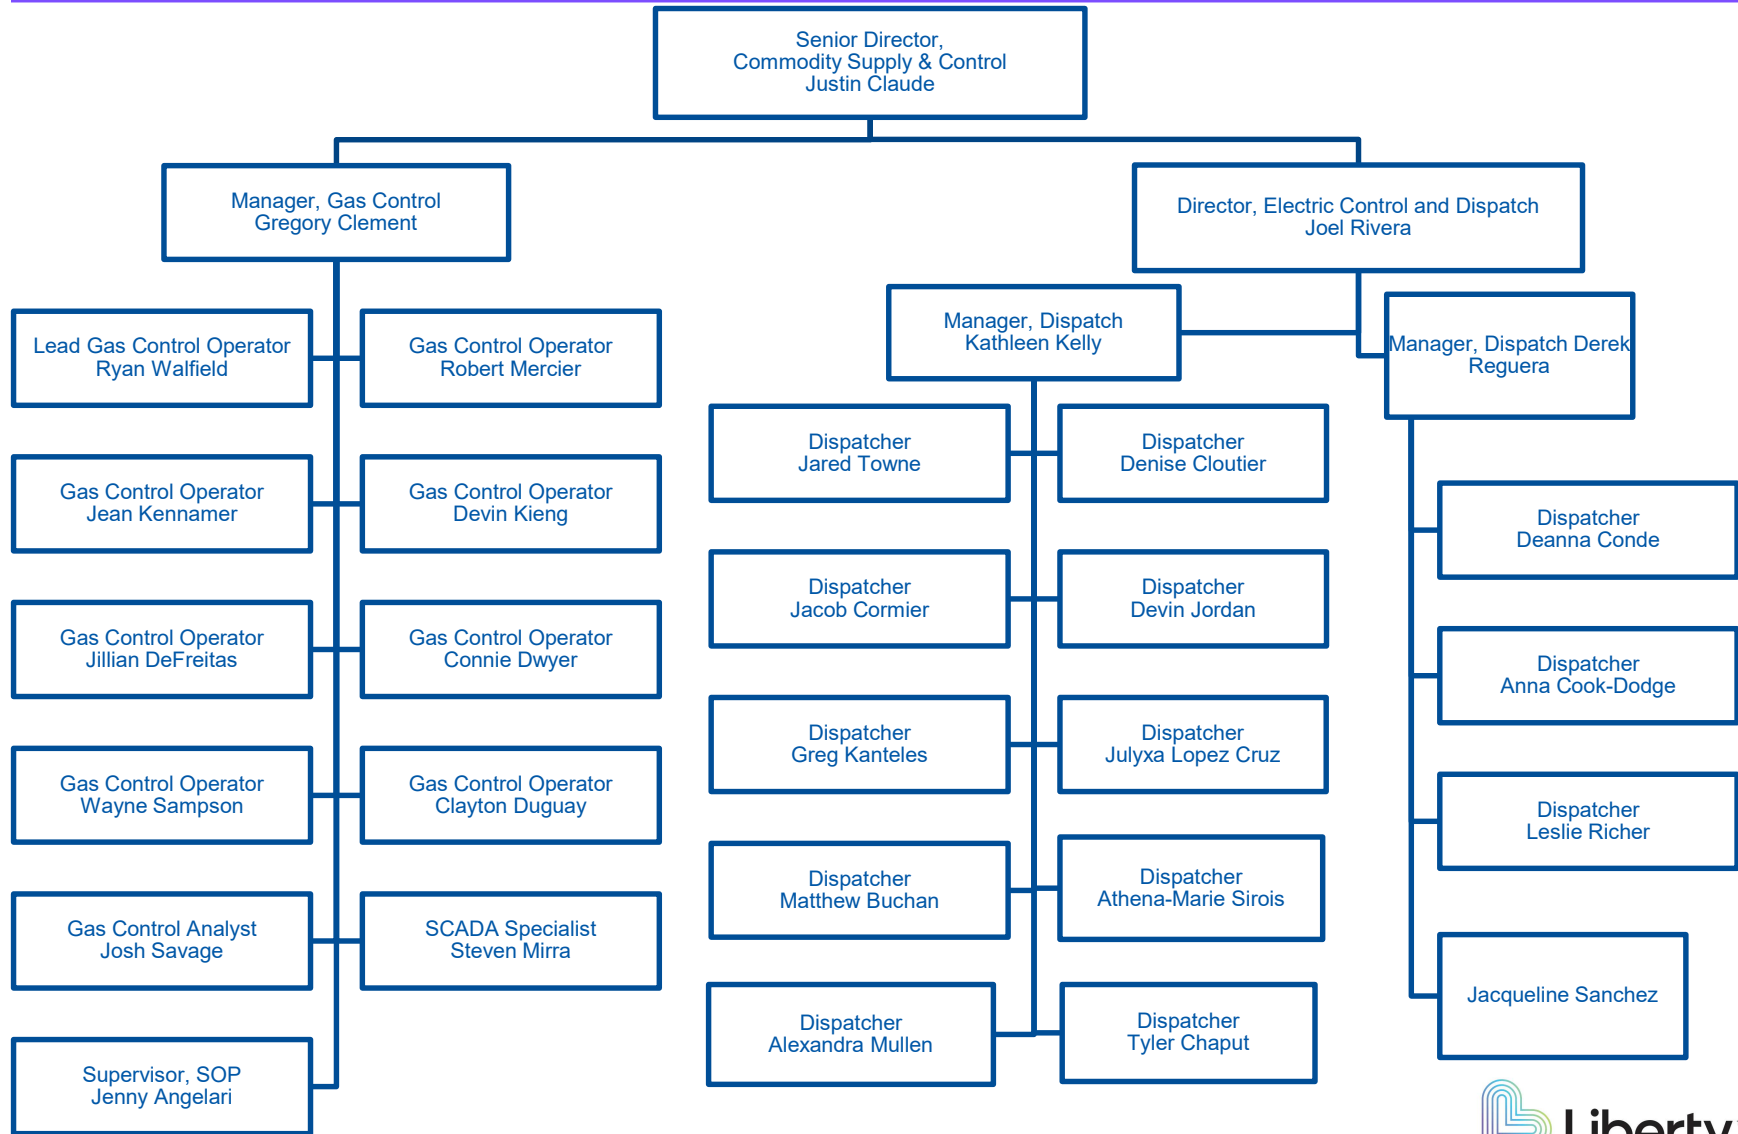 Senior Director,
Commodity Supply & Control
Justin Claude
Manager, Gas Control
Gregory Clement
Director, Electric Control and Dispatch
Joel Rivera
Manager, Dispatch
Kathleen Kelly
Manager, Dispatch Derek
Reguera
Lead Gas Control Operator
Ryan Walfield
Gas Control Operator
Robert Mercier
Gas Control Operator
Jean Kennamer
Gas Control Operator
Devin Kieng
Gas Control Operator
Jillian DeFreitas
Gas Control Operator
Connie Dwyer
Gas Control Operator
Wayne Sampson
Gas Control Operator
Clayton Duguay
Gas Control Analyst
Josh Savage
SCADA Specialist
Steven Mirra
Supervisor, SOP
Jenny Angelari
Dispatcher
Jared Towne
Dispatcher
Denise Cloutier
Dispatcher
Jacob Cormier
Dispatcher
Devin Jordan
Dispatcher
Greg Kanteles
Dispatcher
Julyxa Lopez Cruz
Dispatcher
Matthew Buchan
Dispatcher
Athena-Marie Sirois
Dispatcher
Alexandra Mullen
Dispatcher
Tyler Chaput
Dispatcher
Deanna Conde
Dispatcher
Anna Cook-Dodge
Dispatcher
Leslie Richer
Jacqueline Sanchez
Liberty